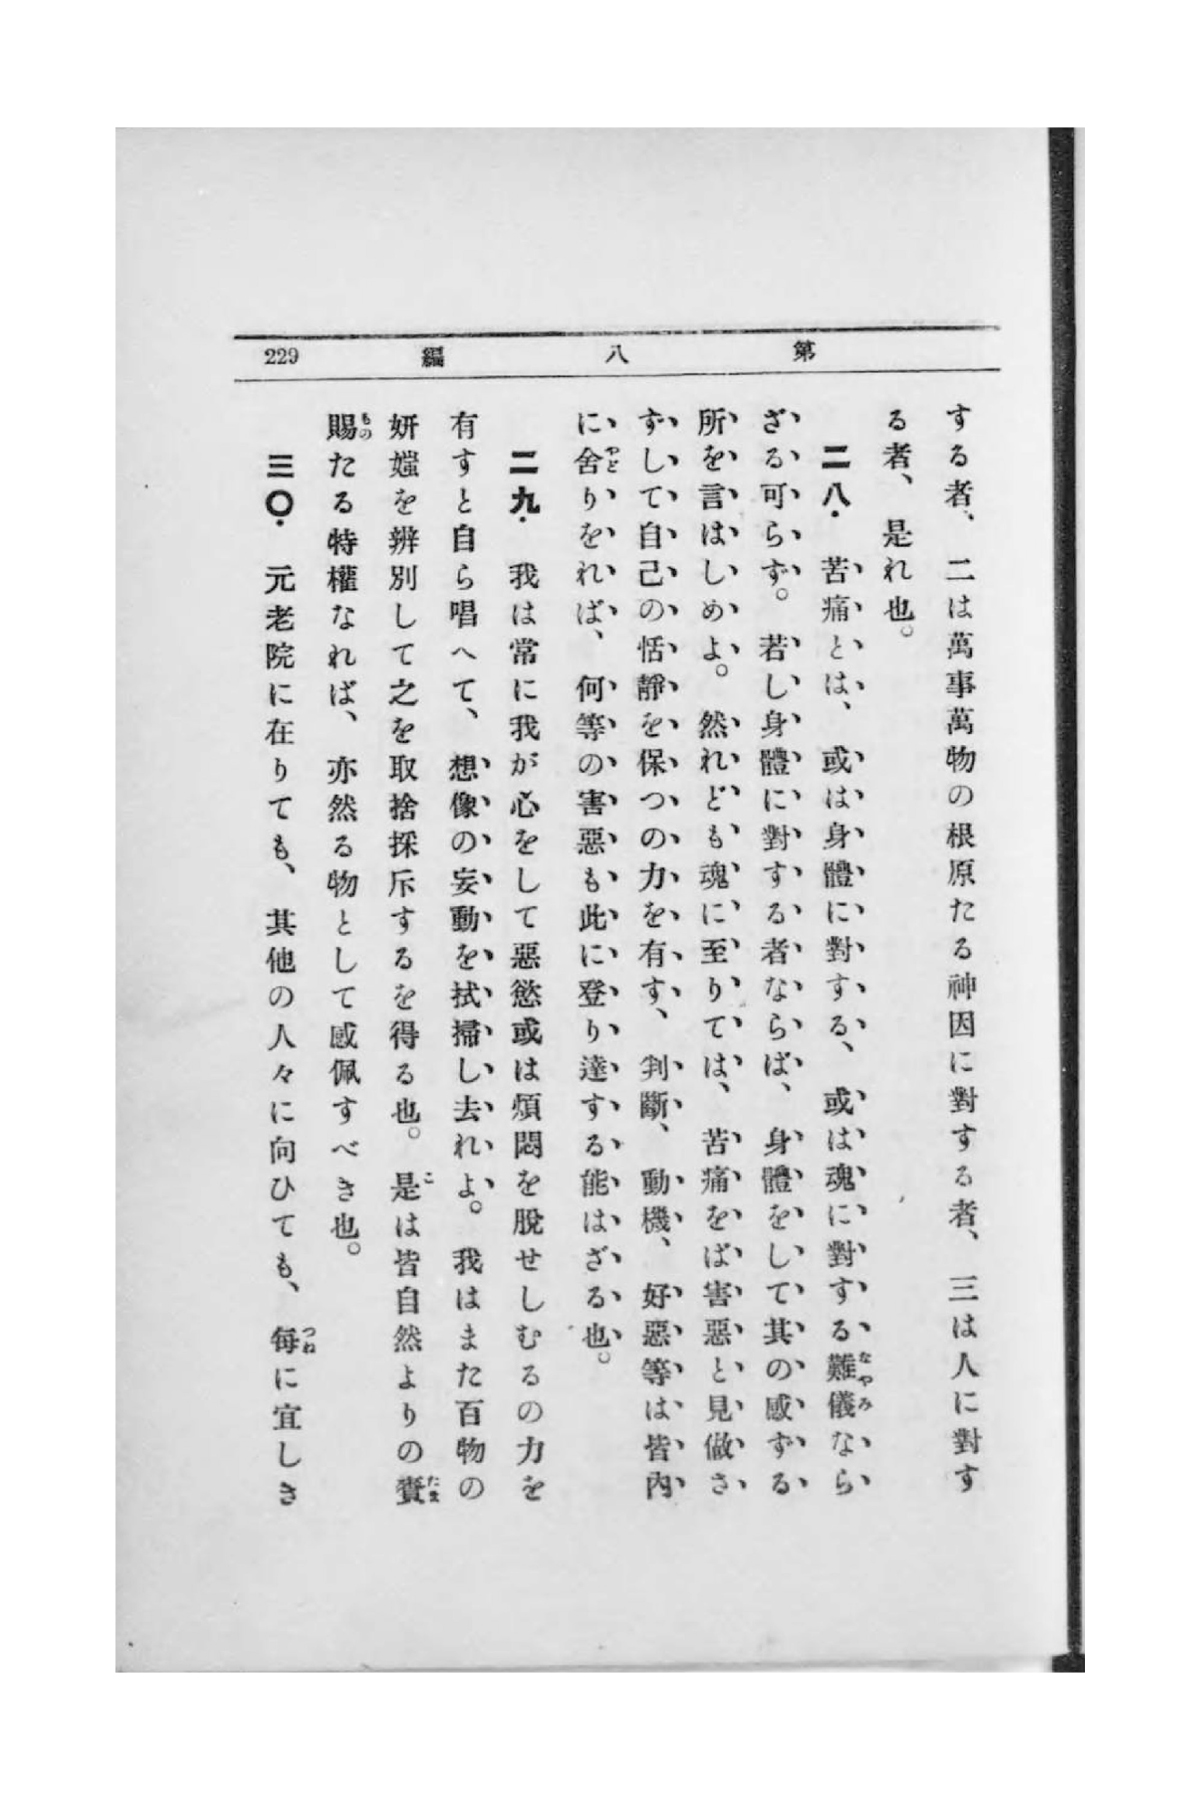 第八編 229
する者、二は萬事萬物の根原たる神因に對する者、三は人に對す
る者、是れ也。
二八. 苦痛とは、或は身體に對する、或は魂に對する難儀なら
ざる可らず。若し身體に對する者ならば、身體をして其の感ずる
所を言はしめよ。然れども魂に至りては、苦痛をば害惡と見做さ
ずして自己の恬靜を保つの力を有す、判斷、動機、好惡等は皆內
に舍りをれば、何等の害惡も此に登り達する能はざる也。
二九. 我は常に我が心をして惡慾或は煩悶を脫せしむるの力を
有すと自ら唱へて、想像の妄動を拭掃し去れよ。我はまた百物の
姸媸を辨別して之を取捨採斥するを得る也。是は皆自然よりの賚
賜たる特權なれば、亦然る物として感佩すべき也。
三〇. 元老院に在りても、其他の人々に向ひても、每に宜しき